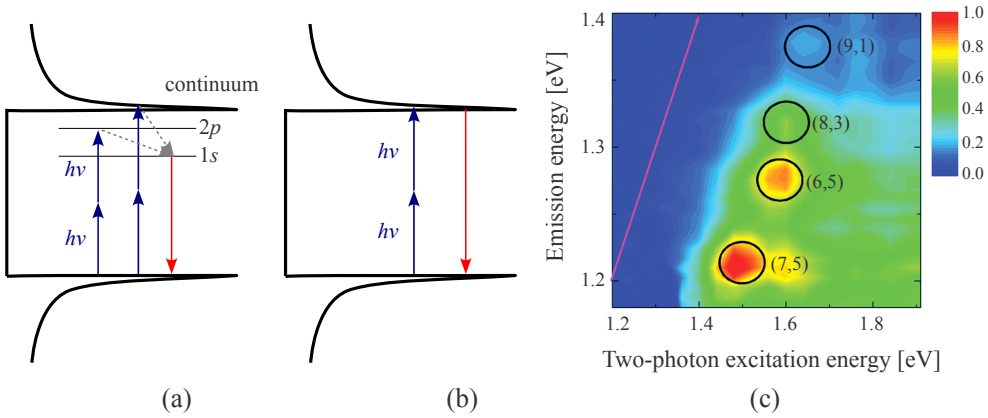 continuum
2p
1s
hν
hν
(a)
hν
hν
(b)
Emission energy [eV]
1.4
1.3
1.2
1.2
1.4
1.6
1.8
Two-photon excitation energy [eV]
(9,1)
(8,3)
(6,5)
(7,5)
1.0
0.8
0.6
0.4
0.2
0.0
(c)